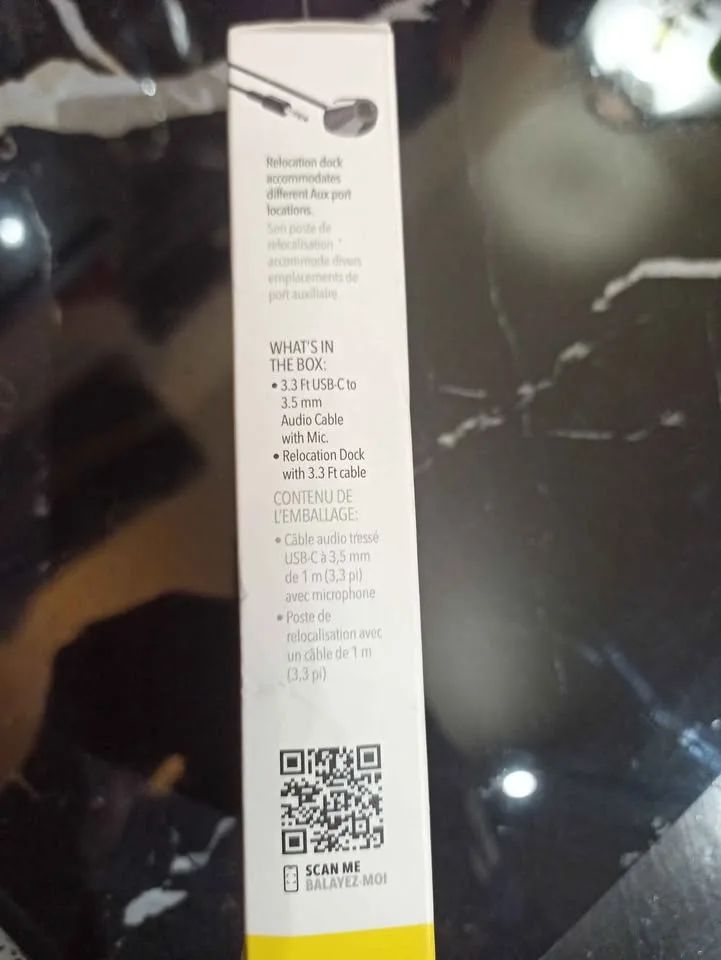 Relocation dock
accommodates
different Aux port
locations.
Son poste de
relocalisation
accommode divers
emplacements de
port auxiliaire
WHAT'S IN
THE BOX:
• 3.3 Ft USB-C to
3.5 mm
Audio Cable
with Mic.
• Relocation Dock
with 3.3 Ft cable
CONTENU DE
L'EMBALLAGE:
• Câble audio tressé
USB-C à 3,5 mm
de 1 m (3,3 pi)
avec microphone
• Poste de
relocalisation avec
un câble de 1 m
(3,3 pi)
SCAN ME
BALAYEZ-MOI